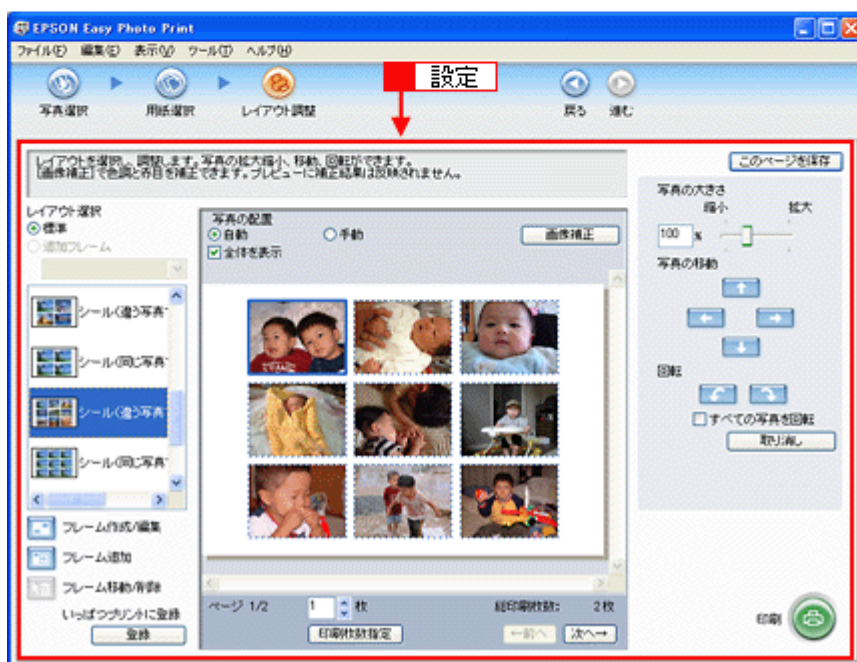 EPSON Easy Photo Print
ファイル(F) 編集(E) 表示(V) ツール(T) ヘルプ(H)
設定
写真選択 用紙選択 レイアウト調整 戻る 進む
レイアウトを選択し、調整します。写真の拡大縮小、移動、回転ができます。
[画像補正]で色調と赤目を補正できます。プレビューに補正結果は反映されません。
このページを保存
レイアウト選択
標準
追加フレーム
シール(違う写真
シール(同じ写真
シール(違う写真
シール(同じ写真
フレーム作成/編集
フレーム追加
フレーム移動/削除
いっぱつプリントに登録
登録
写真の配置
自動 手動
画像補正
全体を表示
ページ 1/2 1 枚 総印刷枚数: 2枚
印刷枚数指定 ←前へ 次へ→
写真の大きさ
縮小 拡大
100 %
写真の移動
回転
すべての写真を回転
取り消し
印刷